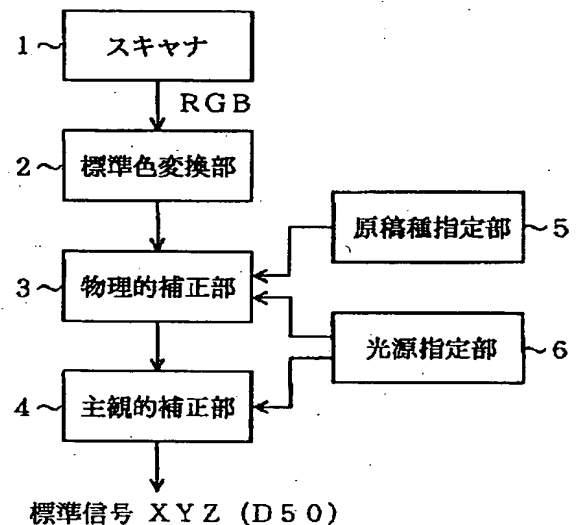 1～スキャナ
RGB
2～標準色変換部
原稿種指定部～5
3～物理的補正部
光源指定部～6
4～主観的補正部
標準信号 XYZ (D50)